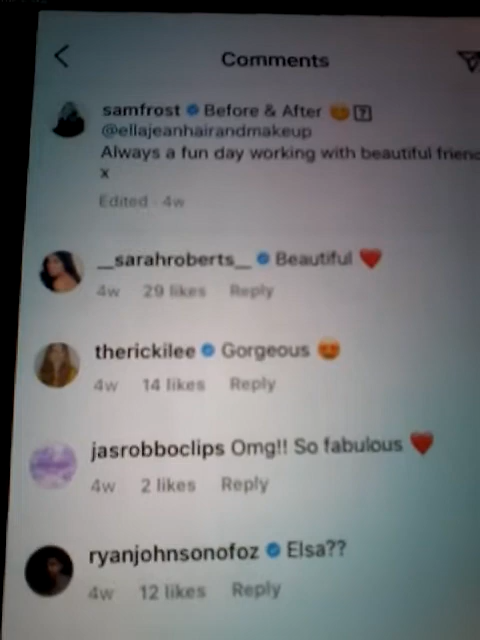 Comments
samfrost Before & After
@ellajeanhairandmakeup
Always a fun day working with beautiful
x
Edited · 4w
__sarahroberts__ Beautiful ❤️
4w 29 likes Reply
therickilee Gorgeous 😍
4w 14 likes Reply
jasrobboclips Omg!! So fabulous ❤️
4w 2 likes Reply
ryanjohnsonofoz Elsa??
4w 12 likes Reply